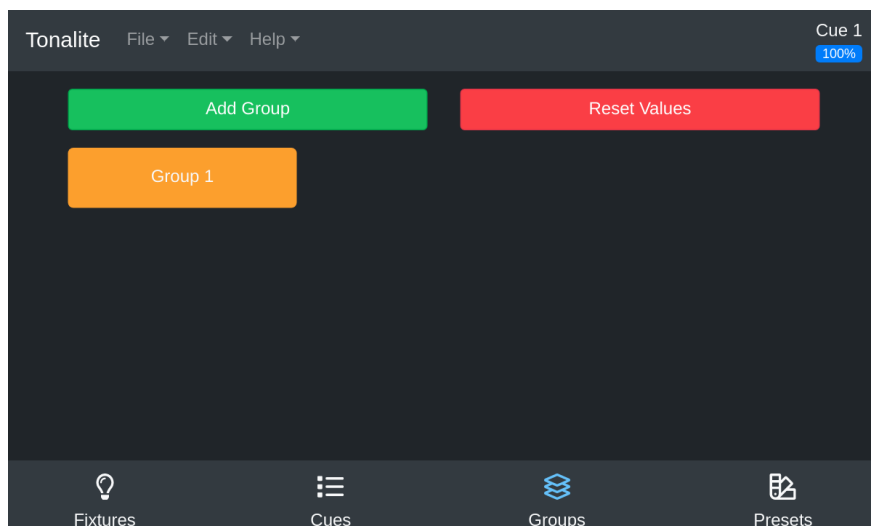 Tonalite File Edit Help Cue 1
100%
Add Group Reset Values
Group 1
Fixtures Cues Groups Presets